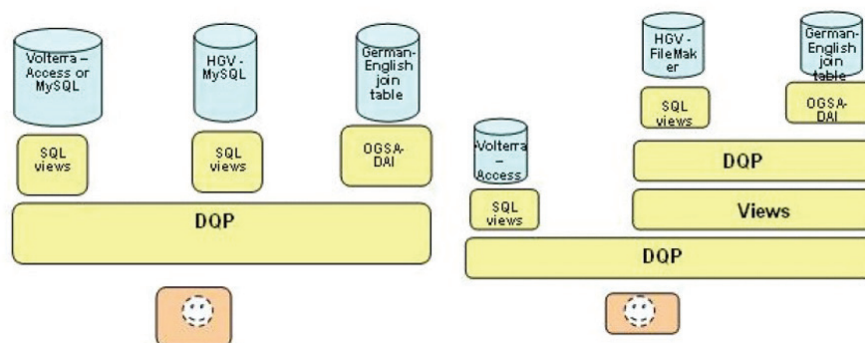 Volterra –
Access or
MySQL
HGV -
MySQL
German-
English
join
table
SQL
views
SQL
views
OGSA-
DAI
DQP
HGV -
FileMak
er
German-
English
join
table
SQL
views
OGSA-
DAI
-Volterra
–
Access
DQP
SQL
views
Views
DQP